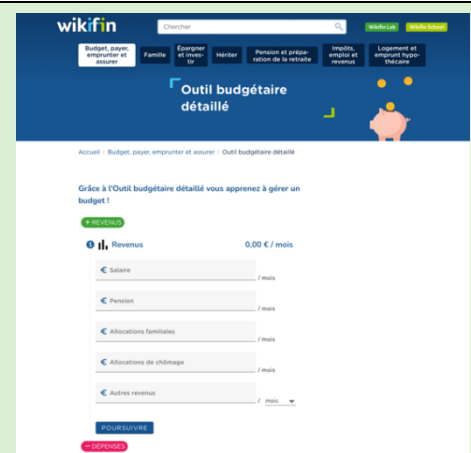 wikifin
Chercher
Wikifin Lab
Wikifin School
Budget, payer,
emprunter et
assurer
Famille
Épargner
et inves-
tir
Hériter
Pension et prépa-
ration de la retraite
Impôts,
emploi et
revenus
Logement et
emprunt hypo-
thécaire
Outil budgétaire
détaillé
Accueil › Budget, payer, emprunter et assurer › Outil budgétaire détaillé
Grâce à l'Outil budgétaire détaillé vous apprenez à gérer un
budget !
+ REVENUS
Revenus 0,00 € / mois
€ Salaire
/ mois
€ Pension
/ mois
€ Allocations familiales
/ mois
€ Allocations de chômage
/ mois
€ Autres revenus
/ mois
POURSUIVRE
− DÉPENSES